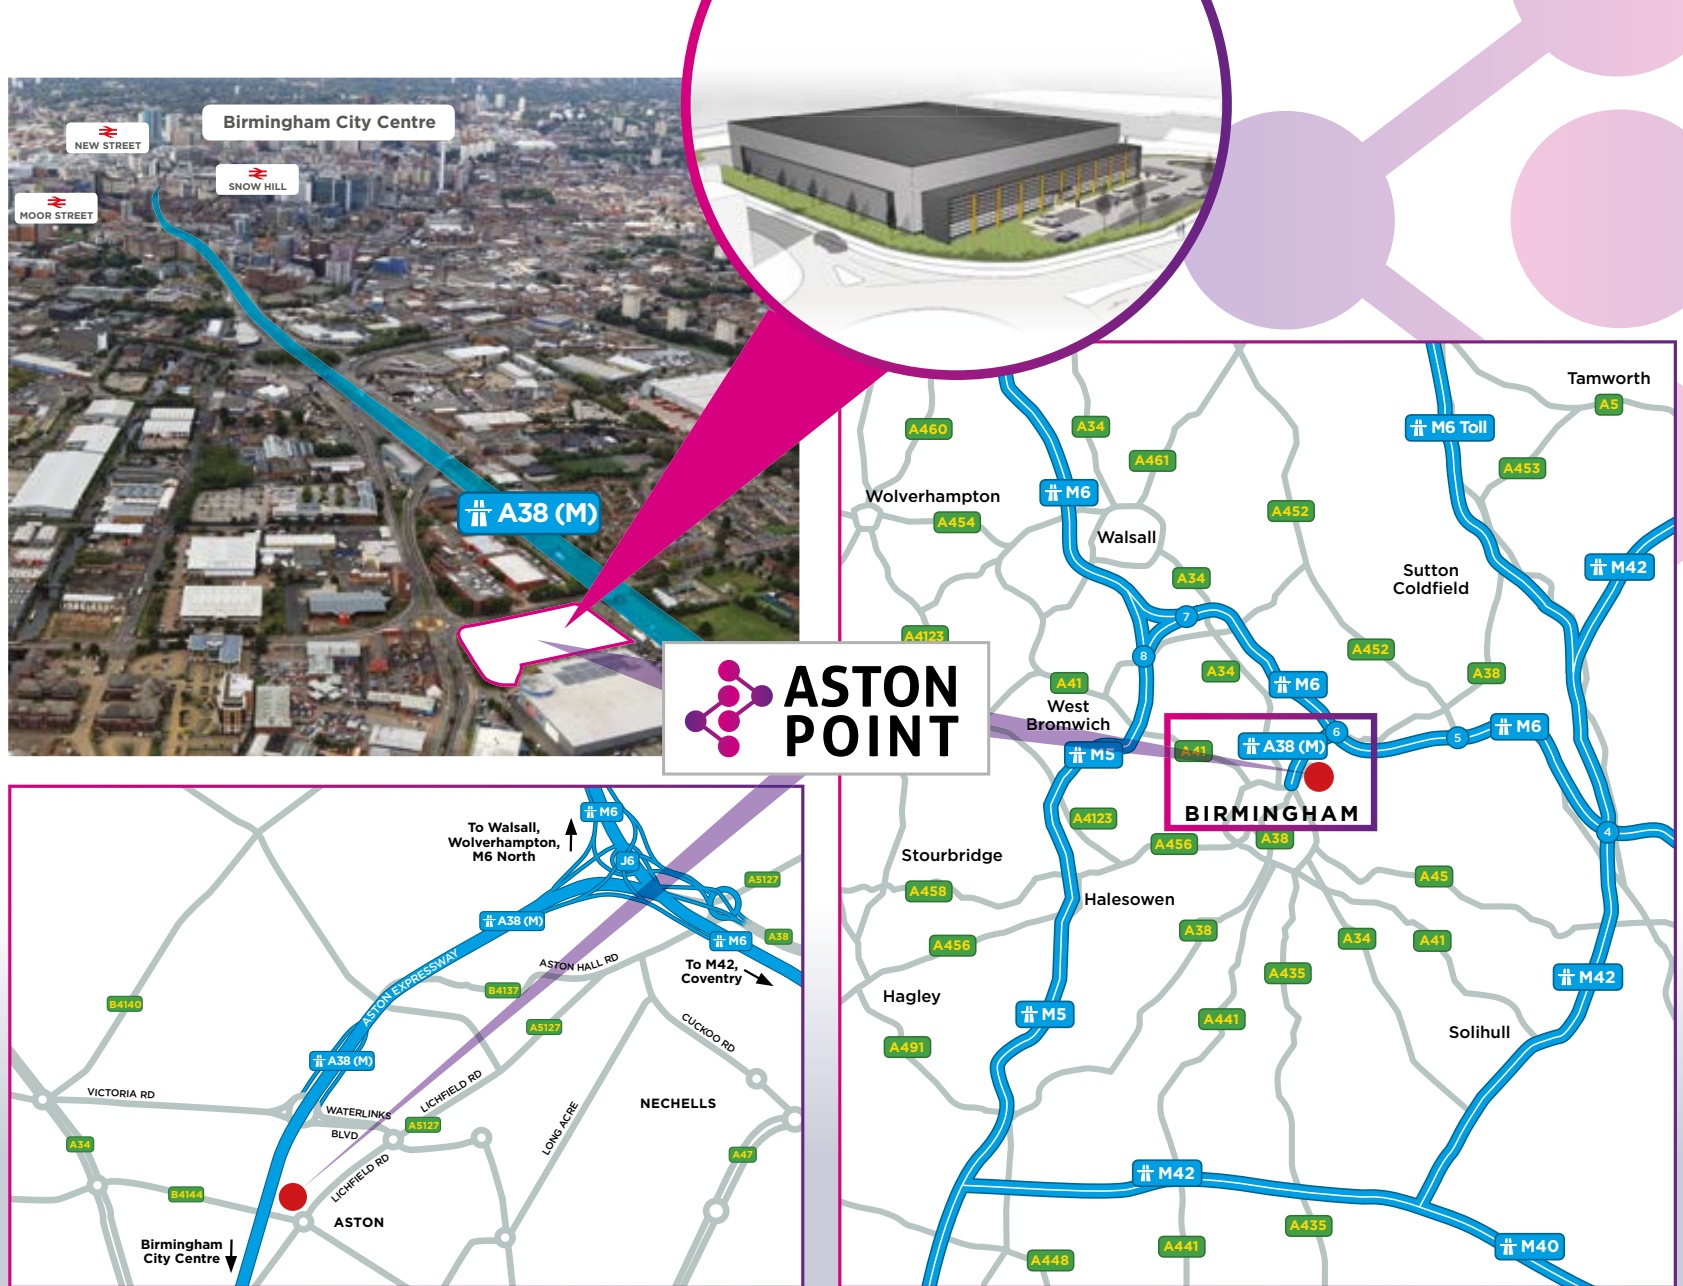 Birmingham City Centre
NEW STREET
SNOW HILL
MOOR STREET
A38 (M)
ASTON
POINT
Tamworth
A5
M6 Toll
A460
A34
A461
A453
M6
Wolverhampton
A454
A452
Walsall
M42
Sutton
Coldfield
A34
7
A4123
8
A452
A34
A38
A41
M6
West
Bromwich
6
5
M6
A41
A38 (M)
M5
BIRMINGHAM
A4123
4
A38
A456
Stourbridge
A45
A458
Halesowen
A38
A34
A41
A456
A435
M42
Hagley
M5
A441
Solihull
A491
M42
A435
A441
M40
A448
To Walsall,
Wolverhampton,
M6 North
M6
J6
A5127
A38 (M)
M6
A38
ASTON EXPRESSWAY
ASTON HALL RD
To M42,
Coventry
B4137
B4140
A5127
CUCKOO RD
A38 (M)
VICTORIA RD
LICHFIELD RD
NECHELLS
WATERLINKS
BLVD
A5127
LONG ACRE
A34
A47
LICHFIELD RD
B4144
ASTON
Birmingham
City Centre